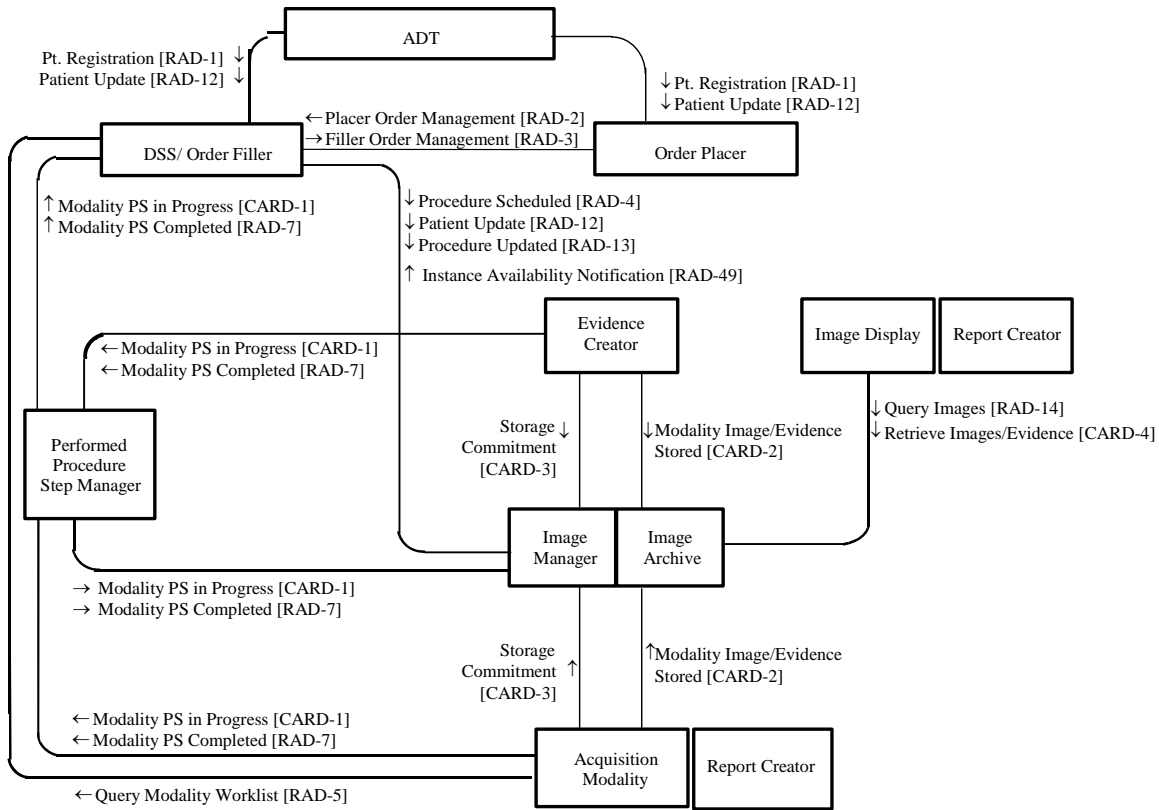 ADT
Pt. Registration [RAD-1] ↓
Patient Update [RAD-12] ↓
↓ Pt. Registration [RAD-1]
↓ Patient Update [RAD-12]
← Placer Order Management [RAD-2]
→ Filler Order Management [RAD-3]
DSS/ Order Filler
Order Placer
↑ Modality PS in Progress [CARD-1]
↑ Modality PS Completed [RAD-7]
↓ Procedure Scheduled [RAD-4]
↓ Patient Update [RAD-12]
↓ Procedure Updated [RAD-13]
↑ Instance Availability Notification [RAD-49]
Evidence
Creator
Image Display
Report Creator
← Modality PS in Progress [CARD-1]
← Modality PS Completed [RAD-7]
↓ Query Images [RAD-14]
↓ Retrieve Images/Evidence [CARD-4]
Storage
Commitment ↓
[CARD-3]
↓ Modality Image/Evidence
Stored [CARD-2]
Performed
Procedure
Step Manager
Image
Manager
Image
Archive
→ Modality PS in Progress [CARD-1]
→ Modality PS Completed [RAD-7]
Storage
Commitment ↑
[CARD-3]
↑ Modality Image/Evidence
Stored [CARD-2]
← Modality PS in Progress [CARD-1]
← Modality PS Completed [RAD-7]
Acquisition
Modality
Report Creator
← Query Modality Worklist [RAD-5]